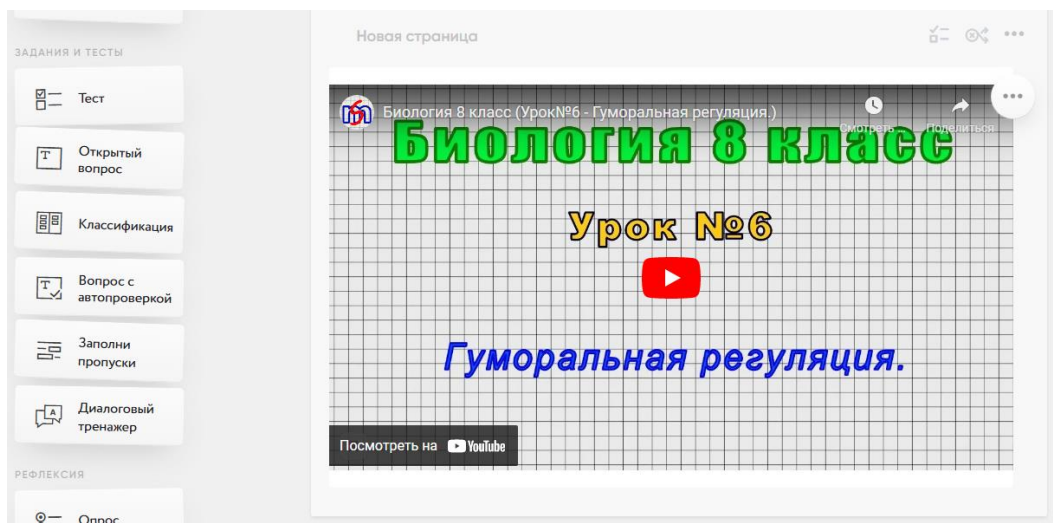 ЗАДАНИЯ И ТЕСТЫ
Тест
Открытый
вопрос
Классификация
Вопрос с
автопроверкой
Заполни
пропуски
Диалоговый
тренажер
РЕФЛЕКСИЯ
Опрос
Новая страница
Биология 8 класс (Урок№6 - Гуморальная регуляция.)
Смотреть ...
Поделиться
Биология 8 класс
Урок №6
Гуморальная регуляция.
Посмотреть на YouTube